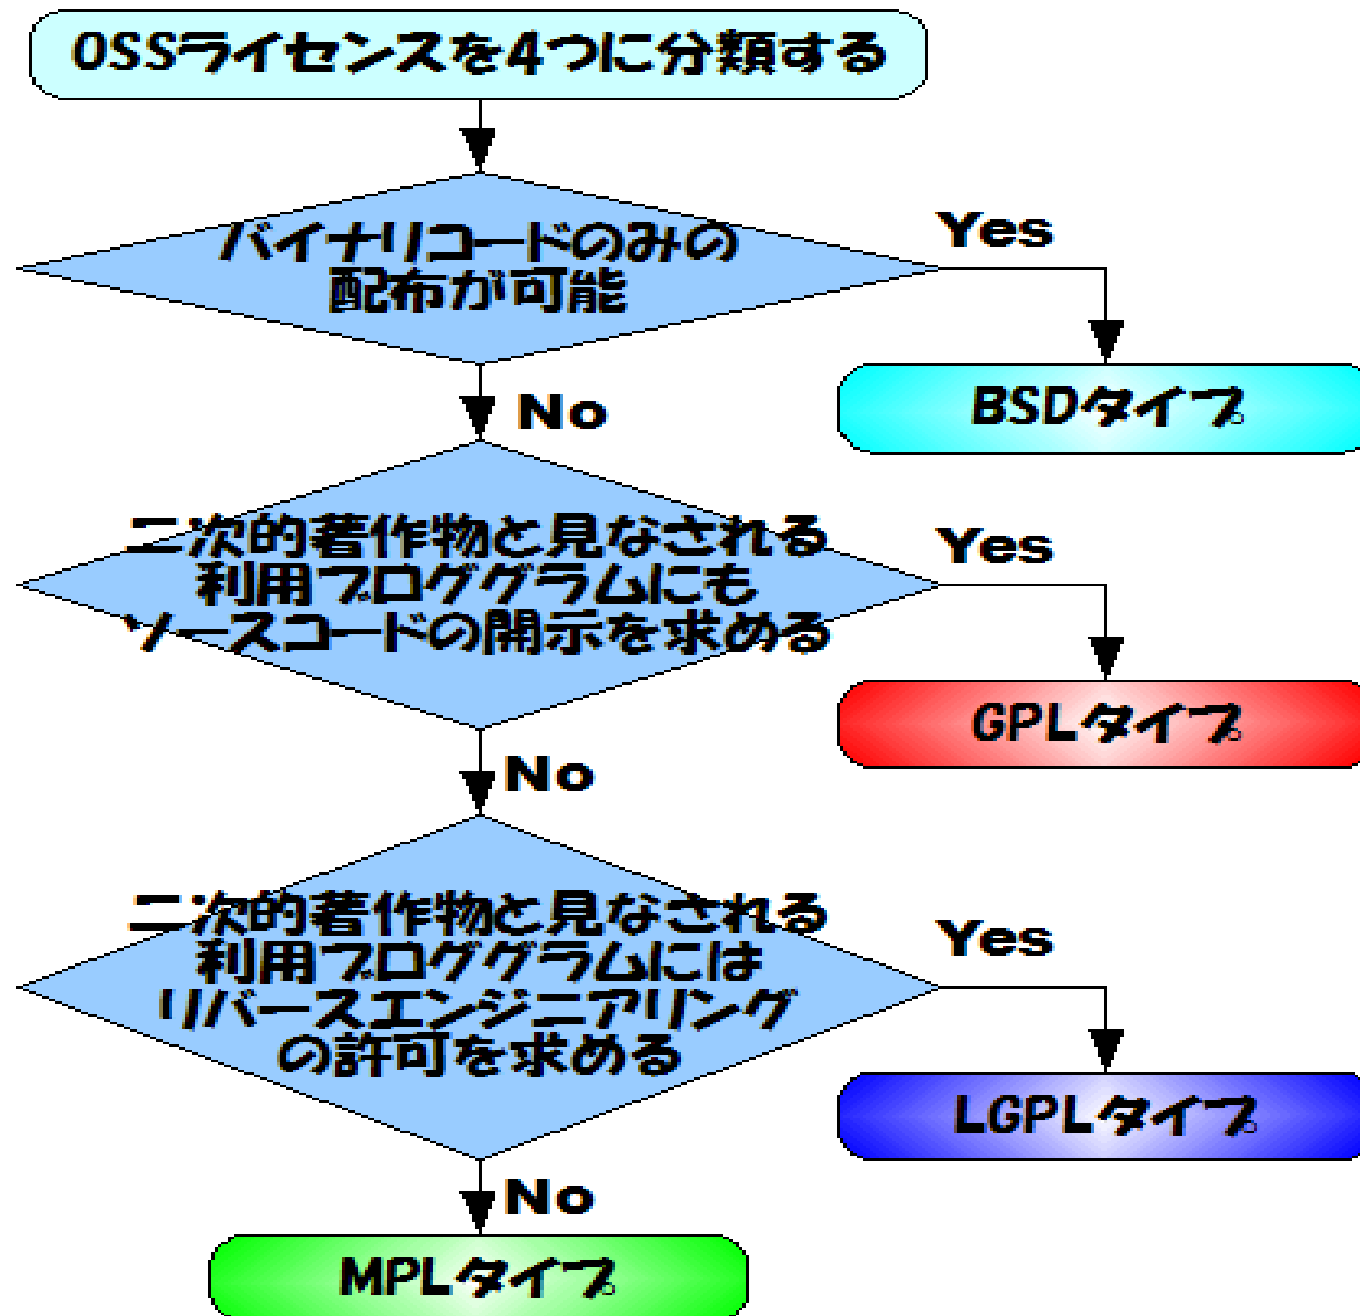 OSSライセンスを4つに分類する
バイナリコードのみの
配布が可能
Yes
BSDタイプ
No
二次的著作物と見なされる
利用プロググラムにも
ソースコードの開示を求める
Yes
GPLタイプ
No
二次的著作物と見なされる
利用プロググラムには
リバースエンジニアリング
の許可を求める
Yes
LGPLタイプ
No
MPLタイプ